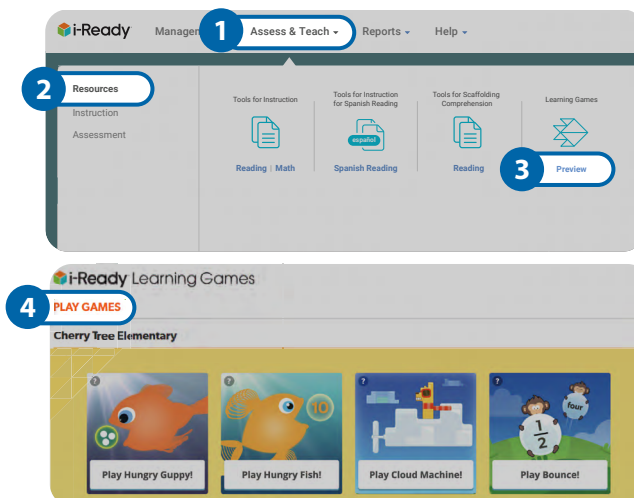 i-Ready
Manager
1
Assess & Teach
Reports
Help
2
Resources
Instruction
Assessment
Tools for Instruction
Reading | Math
Tools for Instruction
for Spanish Reading
español
Spanish Reading
Tools for Scaffolding
Comprehension
Reading
Learning Games
3
Preview
i-Ready Learning Games
4
PLAY GAMES
Cherry Tree Elementary
?
Play Hungry Guppy!
?
10
Play Hungry Fish!
?
Play Cloud Machine!
?
four
1
2
Play Bounce!